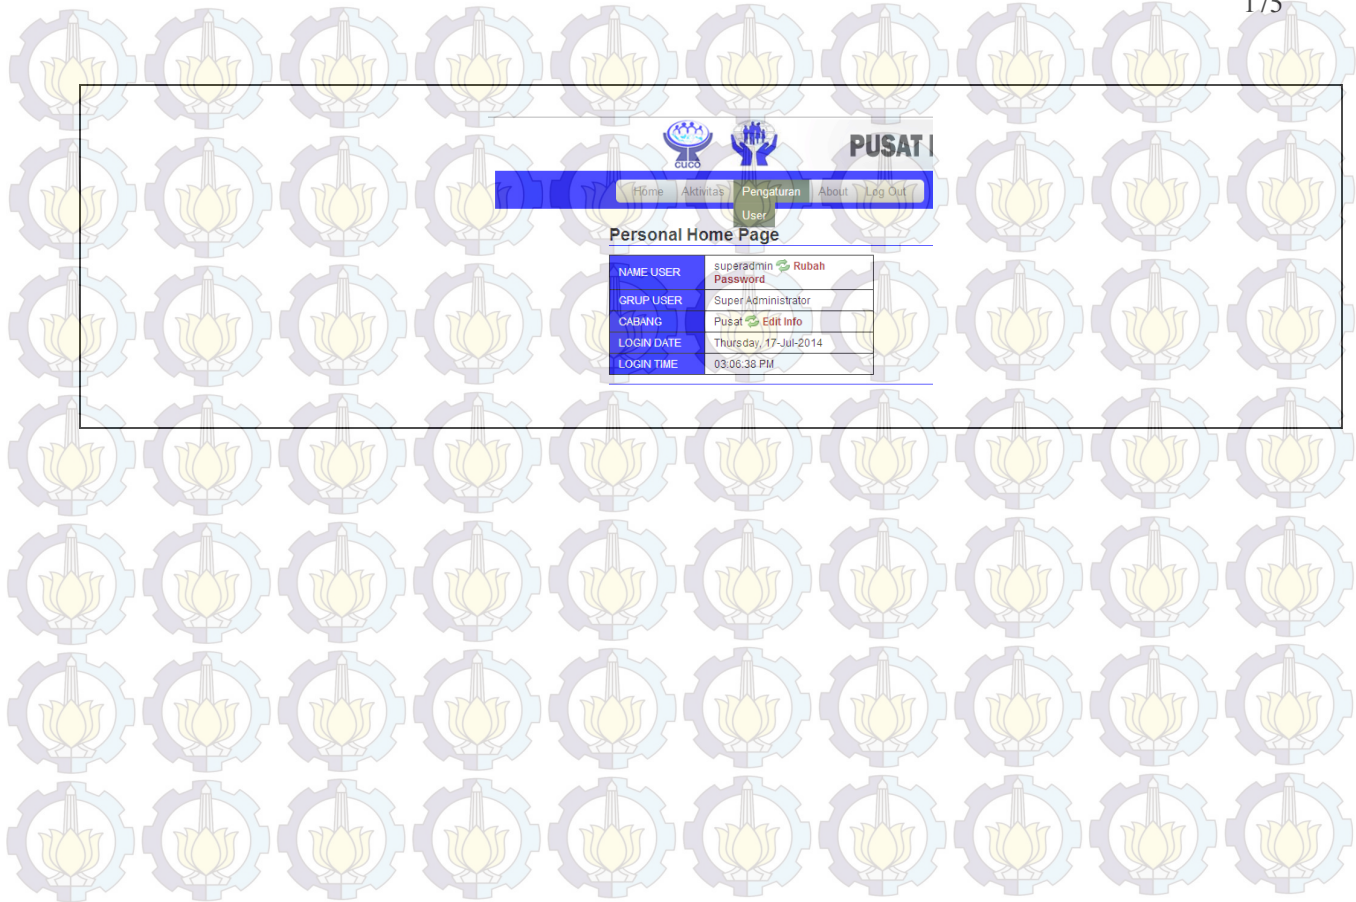 175
CUCO
PUSAT
Home Aktivitas Pengaturan About Log Out
User
Personal Home Page
NAME USER superadmin Rubah
Password
GRUP USER Super Administrator
CABANG Pusat Edit Info
LOGIN DATE Thursday, 17-Jul-2014
LOGIN TIME 03:06:38 PM